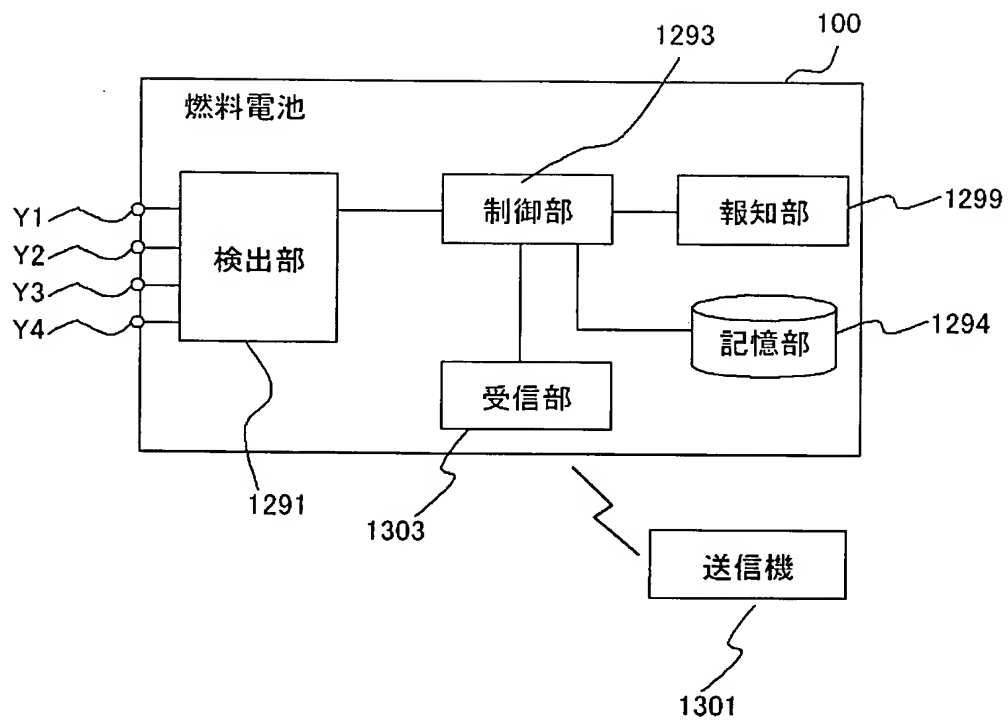 100
1293
燃料電池
Y1
Y2
Y3
Y4
検出部
制御部
報知部
1299
記憶部
1294
受信部
1291
1303
送信機
1301